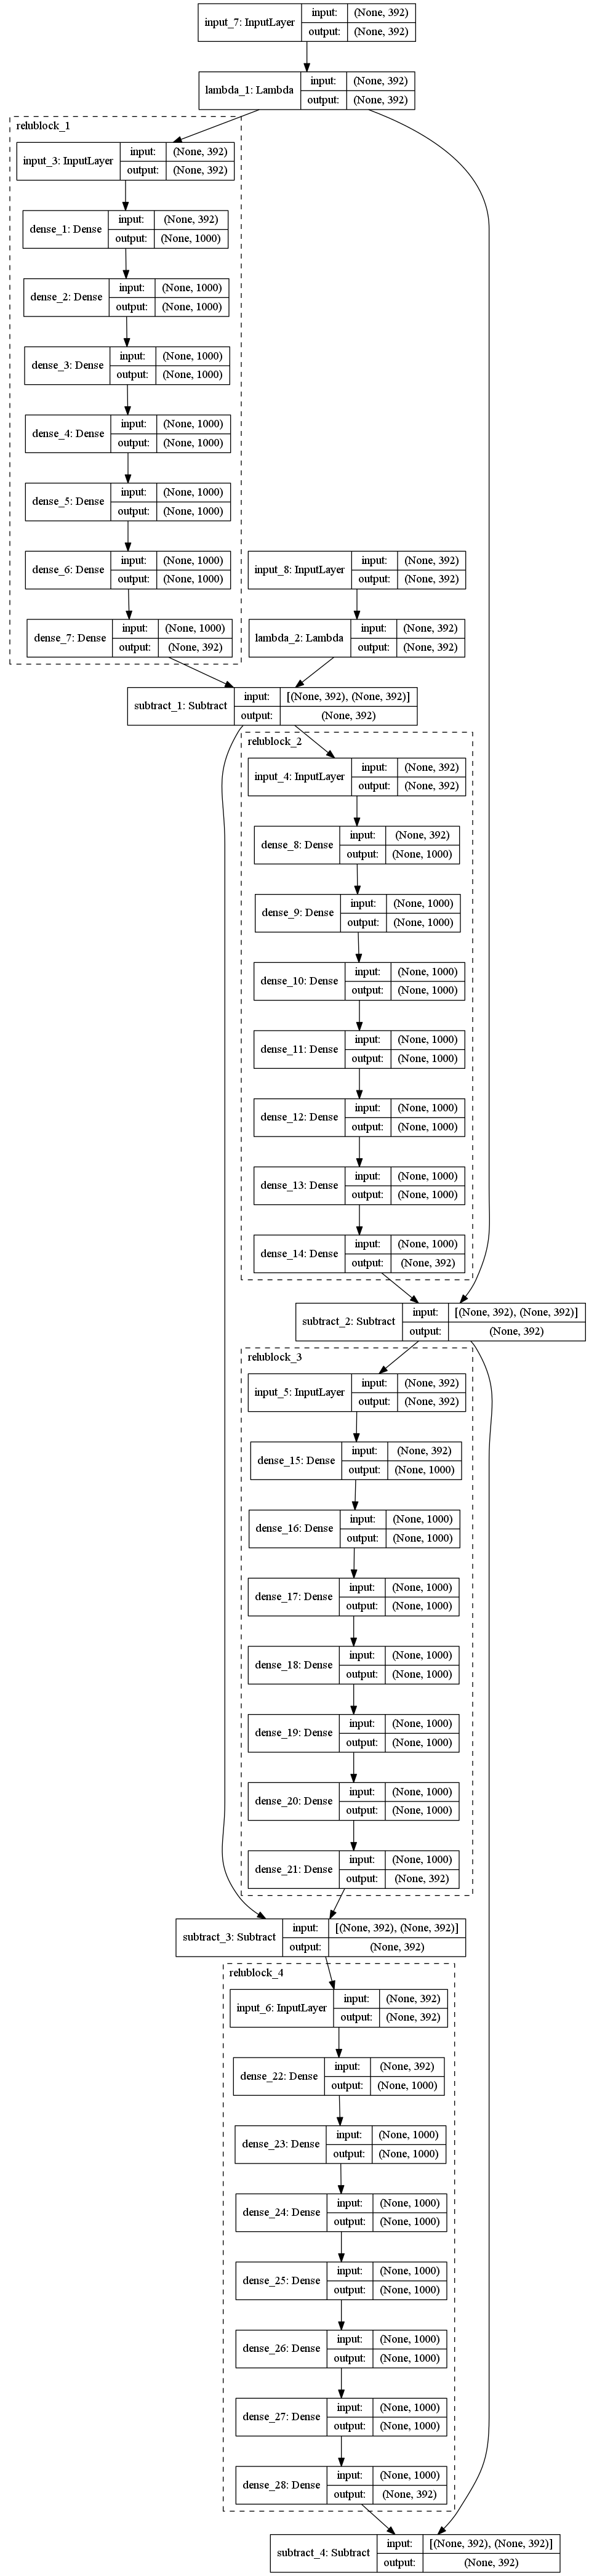 input_7: InputLayer input: (None, 392)
output: (None, 392)
lambda_1: Lambda input: (None, 392)
output: (None, 392)
relublock_1
input_3: InputLayer input: (None, 392)
output: (None, 392)
dense_1: Dense input: (None, 392)
output: (None, 1000)
dense_2: Dense input: (None, 1000)
output: (None, 1000)
dense_3: Dense input: (None, 1000)
output: (None, 1000)
dense_4: Dense input: (None, 1000)
output: (None, 1000)
dense_5: Dense input: (None, 1000)
output: (None, 1000)
dense_6: Dense input: (None, 1000)
output: (None, 1000)
input_8: InputLayer input: (None, 392)
output: (None, 392)
dense_7: Dense input: (None, 1000)
output: (None, 392)
lambda_2: Lambda input: (None, 392)
output: (None, 392)
subtract_1: Subtract input: [(None, 392), (None, 392)]
output: (None, 392)
relublock_2
input_4: InputLayer input: (None, 392)
output: (None, 392)
dense_8: Dense input: (None, 392)
output: (None, 1000)
dense_9: Dense input: (None, 1000)
output: (None, 1000)
dense_10: Dense input: (None, 1000)
output: (None, 1000)
dense_11: Dense input: (None, 1000)
output: (None, 1000)
dense_12: Dense input: (None, 1000)
output: (None, 1000)
dense_13: Dense input: (None, 1000)
output: (None, 1000)
dense_14: Dense input: (None, 1000)
output: (None, 392)
subtract_2: Subtract input: [(None, 392), (None, 392)]
output: (None, 392)
relublock_3
input_5: InputLayer input: (None, 392)
output: (None, 392)
dense_15: Dense input: (None, 392)
output: (None, 1000)
dense_16: Dense input: (None, 1000)
output: (None, 1000)
dense_17: Dense input: (None, 1000)
output: (None, 1000)
dense_18: Dense input: (None, 1000)
output: (None, 1000)
dense_19: Dense input: (None, 1000)
output: (None, 1000)
dense_20: Dense input: (None, 1000)
output: (None, 1000)
dense_21: Dense input: (None, 1000)
output: (None, 392)
subtract_3: Subtract input: [(None, 392), (None, 392)]
output: (None, 392)
relublock_4
input_6: InputLayer input: (None, 392)
output: (None, 392)
dense_22: Dense input: (None, 392)
output: (None, 1000)
dense_23: Dense input: (None, 1000)
output: (None, 1000)
dense_24: Dense input: (None, 1000)
output: (None, 1000)
dense_25: Dense input: (None, 1000)
output: (None, 1000)
dense_26: Dense input: (None, 1000)
output: (None, 1000)
dense_27: Dense input: (None, 1000)
output: (None, 1000)
dense_28: Dense input: (None, 1000)
output: (None, 392)
subtract_4: Subtract input: [(None, 392), (None, 392)]
output: (None, 392)